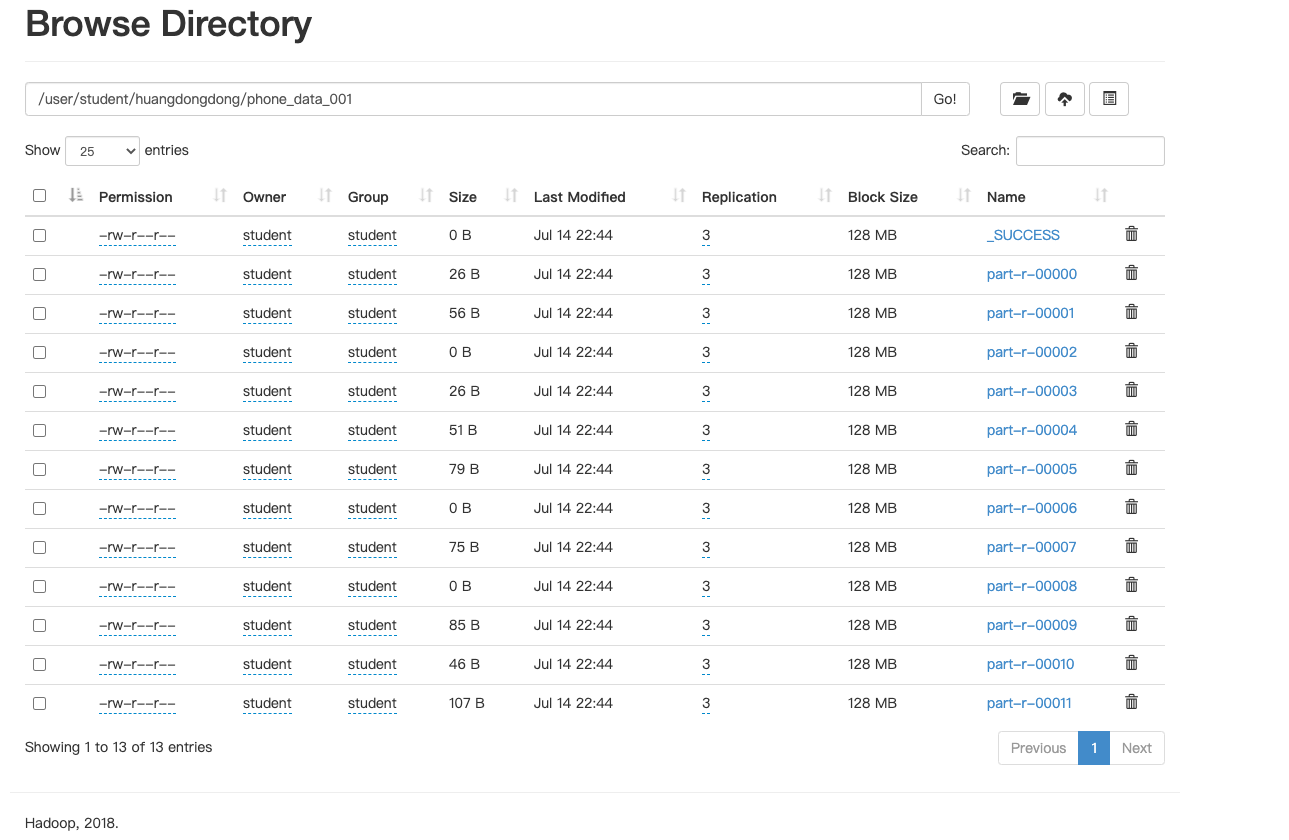 Browse Directory
/user/student/huangdongdong/phone_data_001 Go!
Show 25 entries Search:
Permission Owner Group Size Last Modified Replication Block Size Name
-rw-r--r-- student student 0 B Jul 14 22:44 3 128 MB _SUCCESS
-rw-r--r-- student student 26 B Jul 14 22:44 3 128 MB part-r-00000
-rw-r--r-- student student 56 B Jul 14 22:44 3 128 MB part-r-00001
-rw-r--r-- student student 0 B Jul 14 22:44 3 128 MB part-r-00002
-rw-r--r-- student student 26 B Jul 14 22:44 3 128 MB part-r-00003
-rw-r--r-- student student 51 B Jul 14 22:44 3 128 MB part-r-00004
-rw-r--r-- student student 79 B Jul 14 22:44 3 128 MB part-r-00005
-rw-r--r-- student student 0 B Jul 14 22:44 3 128 MB part-r-00006
-rw-r--r-- student student 75 B Jul 14 22:44 3 128 MB part-r-00007
-rw-r--r-- student student 0 B Jul 14 22:44 3 128 MB part-r-00008
-rw-r--r-- student student 85 B Jul 14 22:44 3 128 MB part-r-00009
-rw-r--r-- student student 46 B Jul 14 22:44 3 128 MB part-r-00010
-rw-r--r-- student student 107 B Jul 14 22:44 3 128 MB part-r-00011
Showing 1 to 13 of 13 entries Previous 1 Next
Hadoop, 2018.